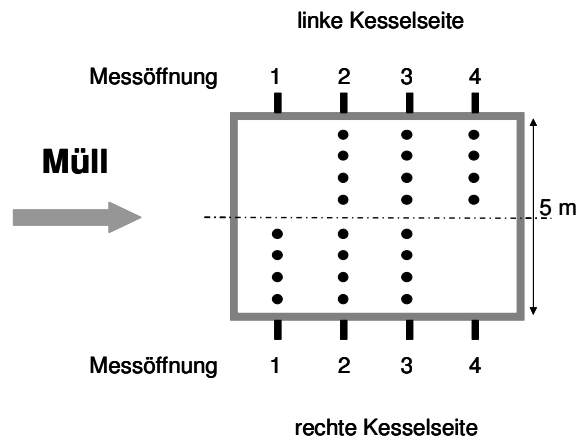 linke Kesselseite
Messöffnung 1 2 3 4
Müll
5 m
Messöffnung 1 2 3 4
rechte Kesselseite